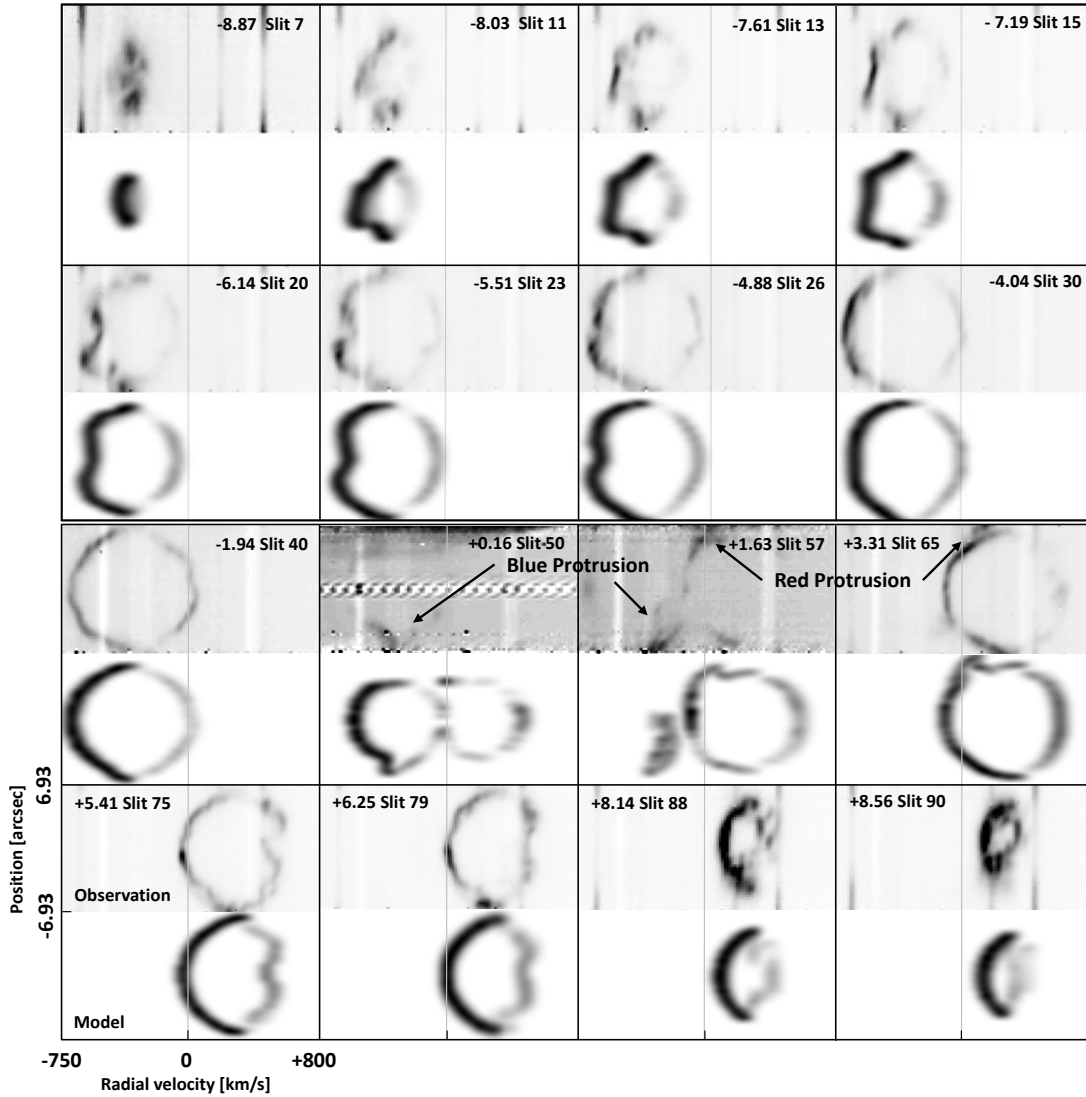 -8.87 Slit 7
-8.03 Slit 11
-7.61 Slit 13
- 7.19 Slit 15
-6.14 Slit 20
-5.51 Slit 23
-4.88 Slit 26
-4.04 Slit 30
-1.94 Slit 40
+0.16 Slit 50
+1.63 Slit 57
+3.31 Slit 65
Blue Protrusion
Red Protrusion
+5.41 Slit 75
+6.25 Slit 79
+8.14 Slit 88
+8.56 Slit 90
Observation
Model
Position [arcsec]
-6.93
6.93
-750
0
+800
Radial velocity [km/s]